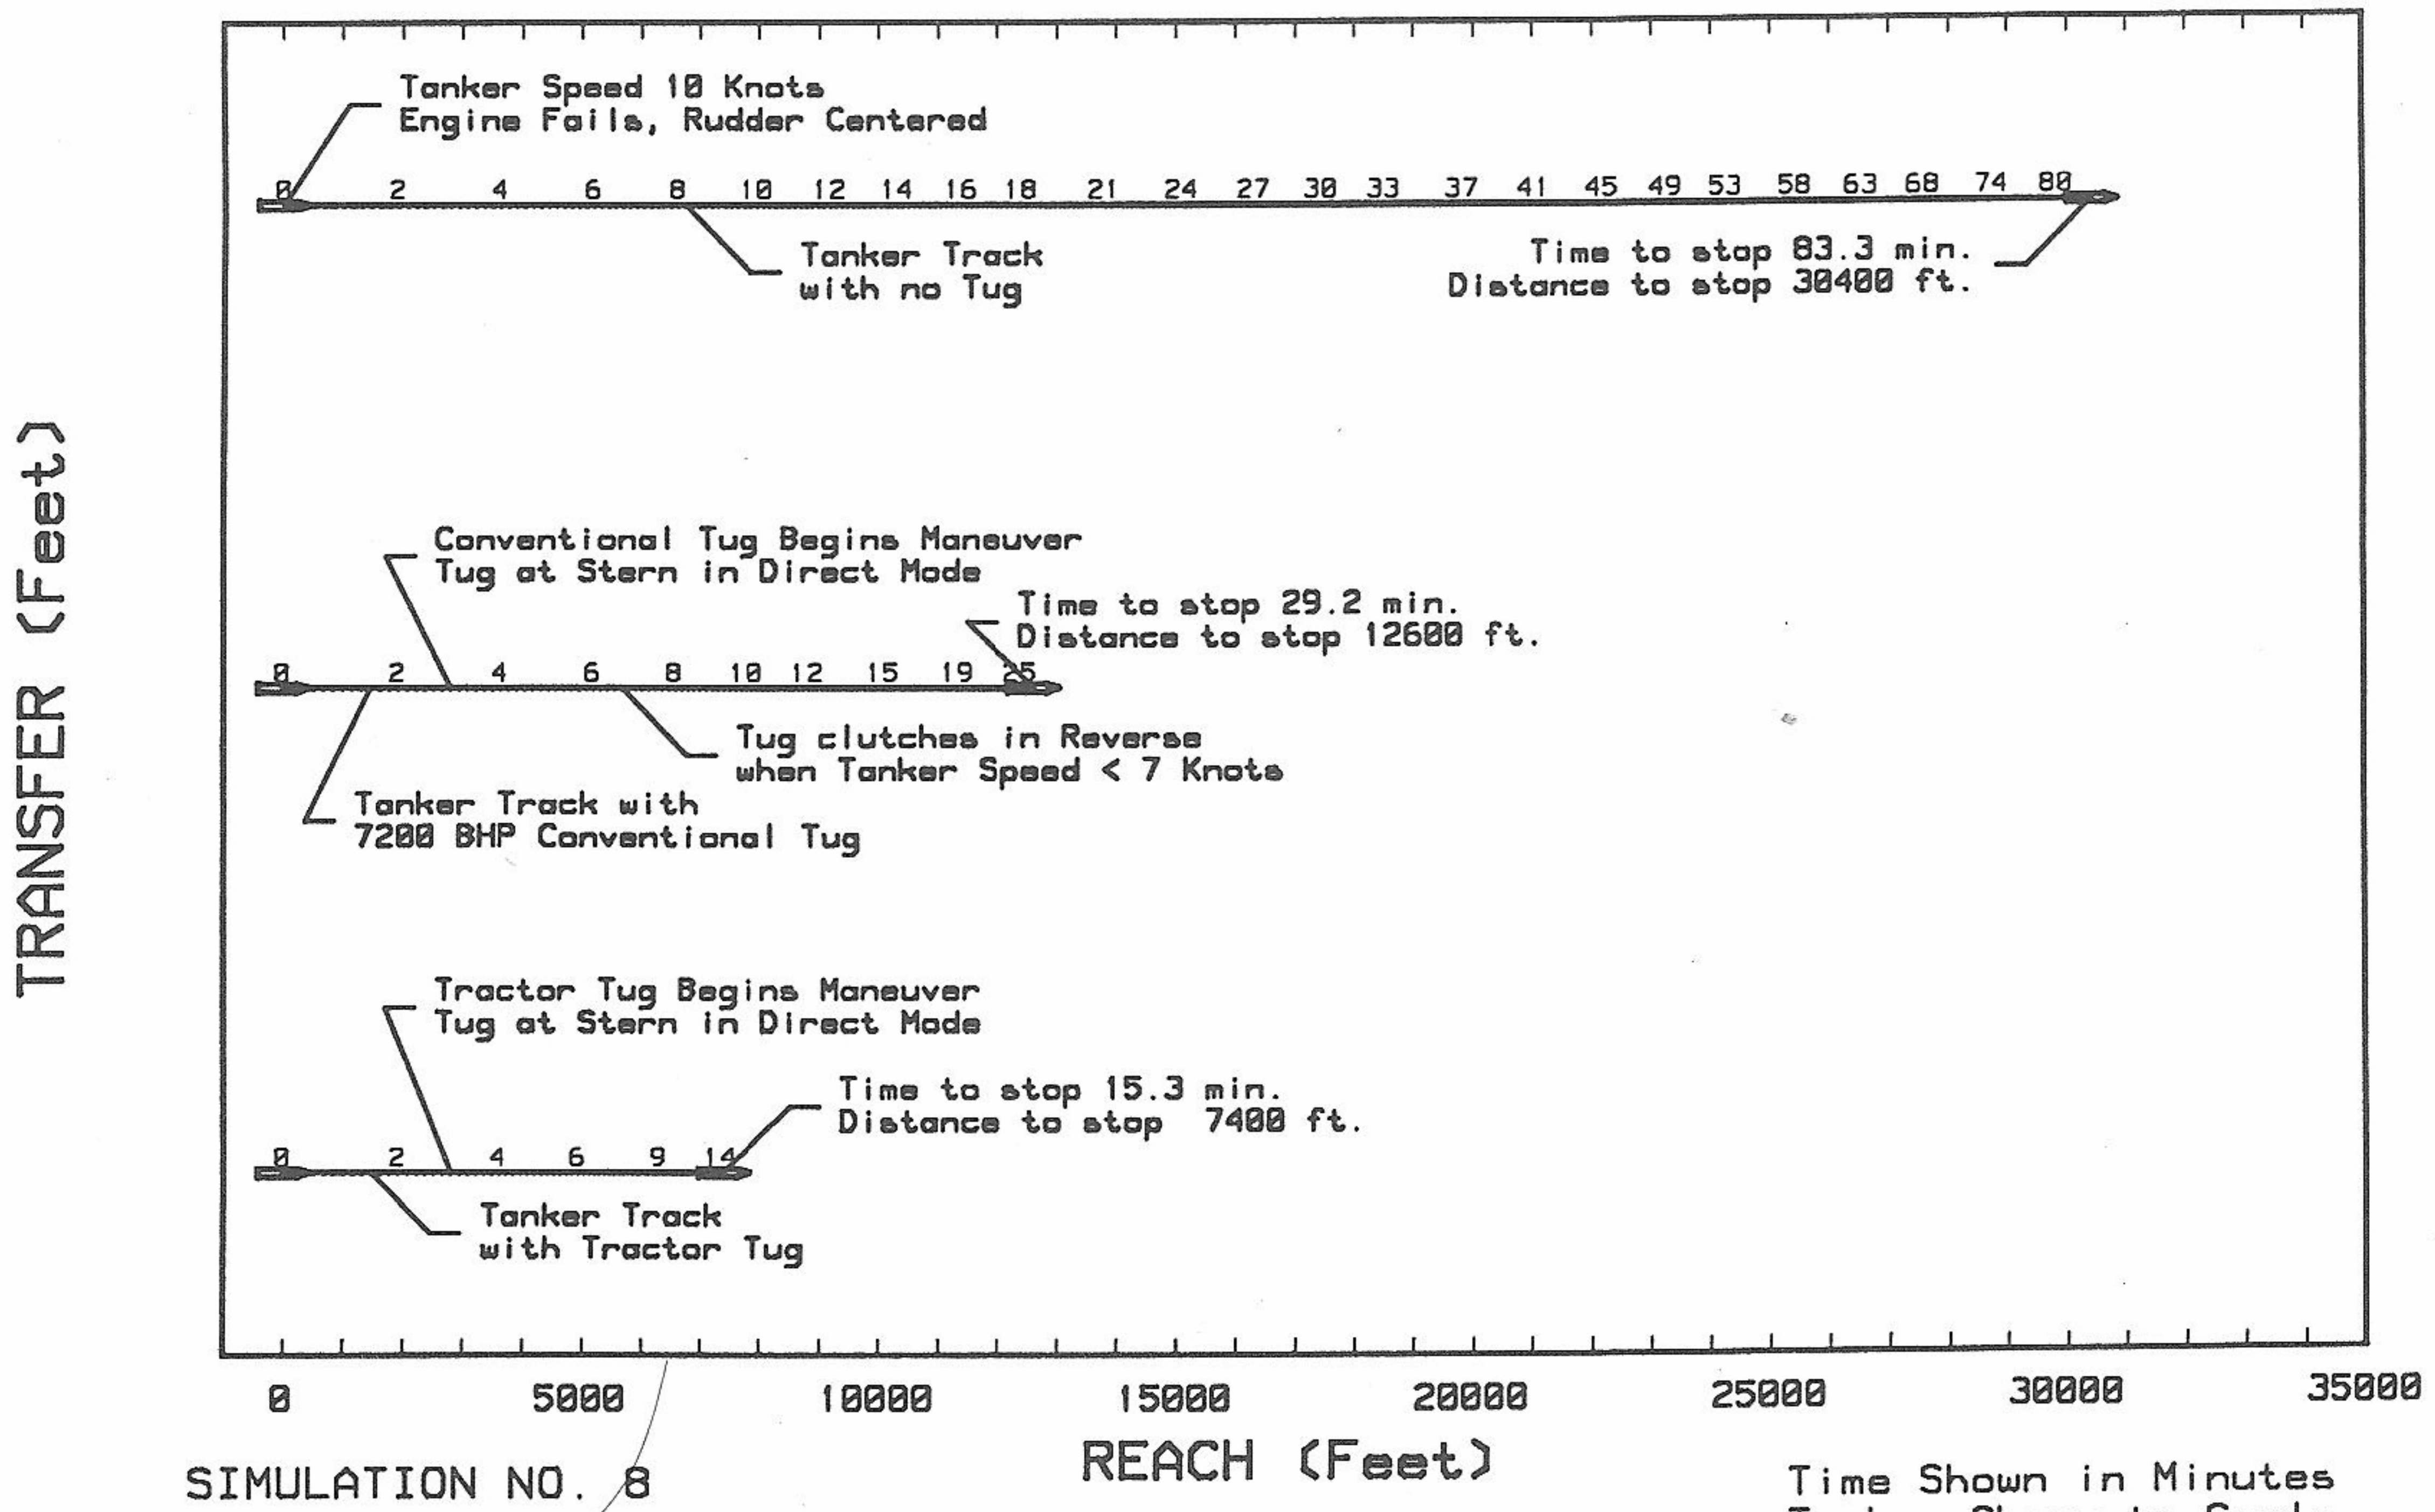 Tanker Speed 10 Knots
Engine Fails, Rudder Centered
0 2 4 6 8 10 12 14 16 18 21 24 27 30 33 37 41 45 49 53 58 63 68 74 80
Tanker Track
with no Tug
Time to stop 83.3 min.
Distance to stop 30400 ft.
TRANSFER (Feet)
Conventional Tug Begins Maneuver
Tug at Stern in Direct Mode
Time to stop 29.2 min.
Distance to stop 12600 ft.
0 2 4 6 8 10 12 15 19 25
Tug clutches in Reverse
when Tanker Speed < 7 Knots
Tanker Track with
7200 BHP Conventional Tug
Tractor Tug Begins Maneuver
Tug at Stern in Direct Mode
Time to stop 15.3 min.
Distance to stop 7400 ft.
0 2 4 6 9 14
Tanker Track
with Tractor Tug
0 5000 10000 15000 20000 25000 30000 35000
REACH (Feet)
SIMULATION NO. 8
Time Shown in Minutes